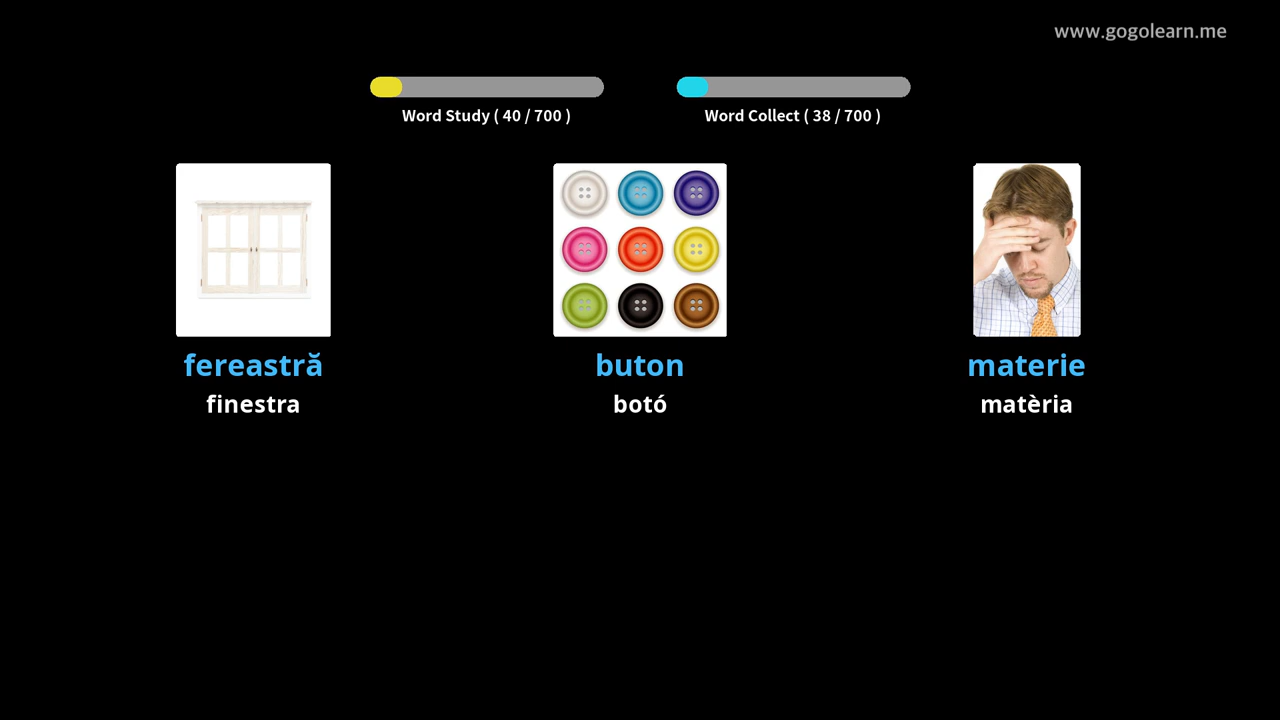 www.gogolearn.me
Word Study ( 40 / 700 )
Word Collect ( 38 / 700 )
fereastră
buton
materie
finestra
botó
matèria